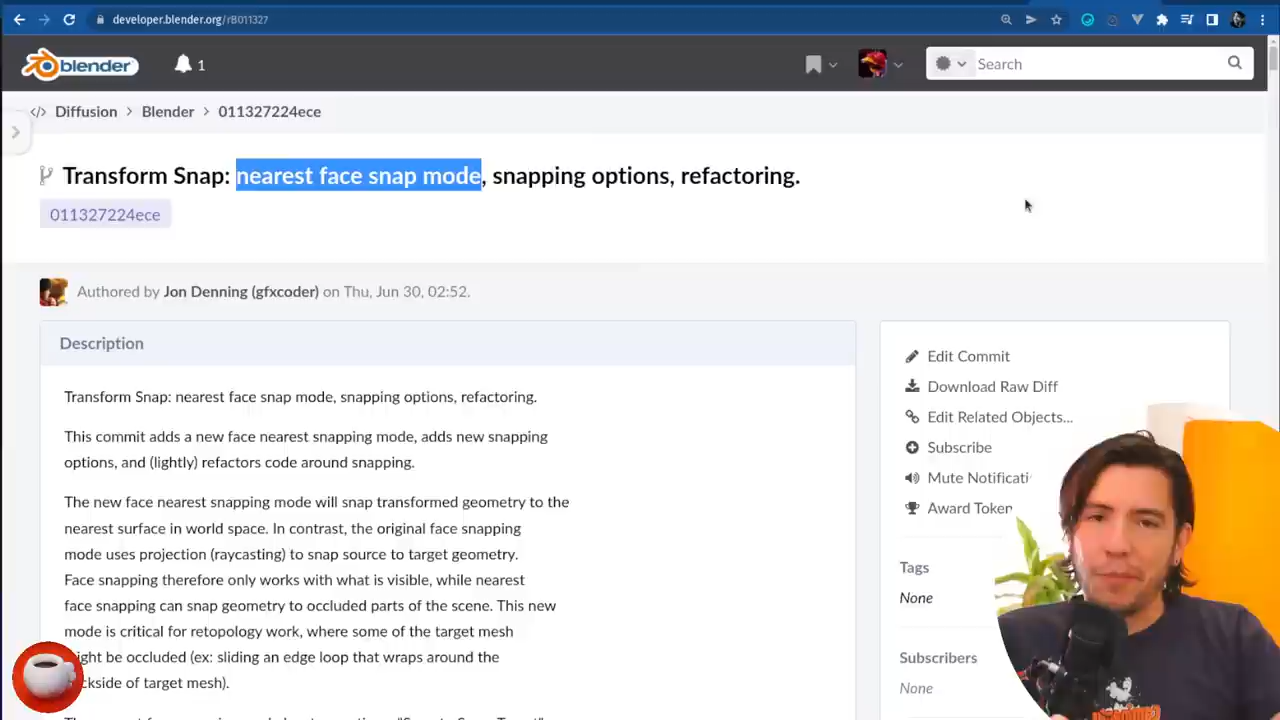 developer.blender.org/rB011327
blender
1
Search
Diffusion > Blender > 011327224ece
Transform Snap: nearest face snap mode, snapping options, refactoring.
011327224ece
Authored by Jon Denning (gfxcoder) on Thu, Jun 30, 02:52.
Description
Transform Snap: nearest face snap mode, snapping options, refactoring.
This commit adds a new face nearest snapping mode, adds new snapping
options, and (lightly) refactors code around snapping.
The new face nearest snapping mode will snap transformed geometry to the
nearest surface in world space. In contrast, the original face snapping
mode uses projection (raycasting) to snap source to target geometry.
Face snapping therefore only works with what is visible, while nearest
face snapping can snap geometry to occluded parts of the scene. This new
mode is critical for retopology work, where some of the target mesh
ight be occluded (ex: sliding an edge loop that wraps around the
ckside of target mesh).
Edit Commit
Download Raw Diff
Edit Related Objects...
Subscribe
Mute Notificati
Award Token
Tags
None
Subscribers
None